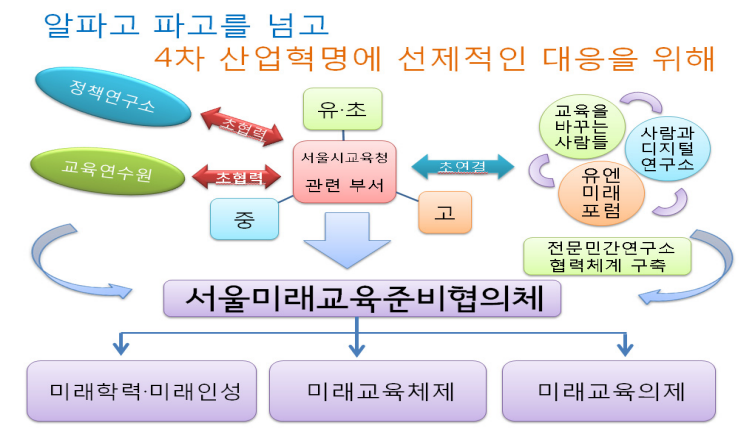 알파고 파고를 넘고
4차 산업혁명에 선제적인 대응을 위해
정책연구소
초협력
유·초
교육연수원
초협력
서울시교육청
관련 부서
중
고
초연결
교육을
바꾸는
사람들
사람과
디지털
연구소
유엔
미래
포럼
전문민간연구소
협력체계 구축
서울미래교육준비협의체
미래학력·미래인성
미래교육체제
미래교육의제